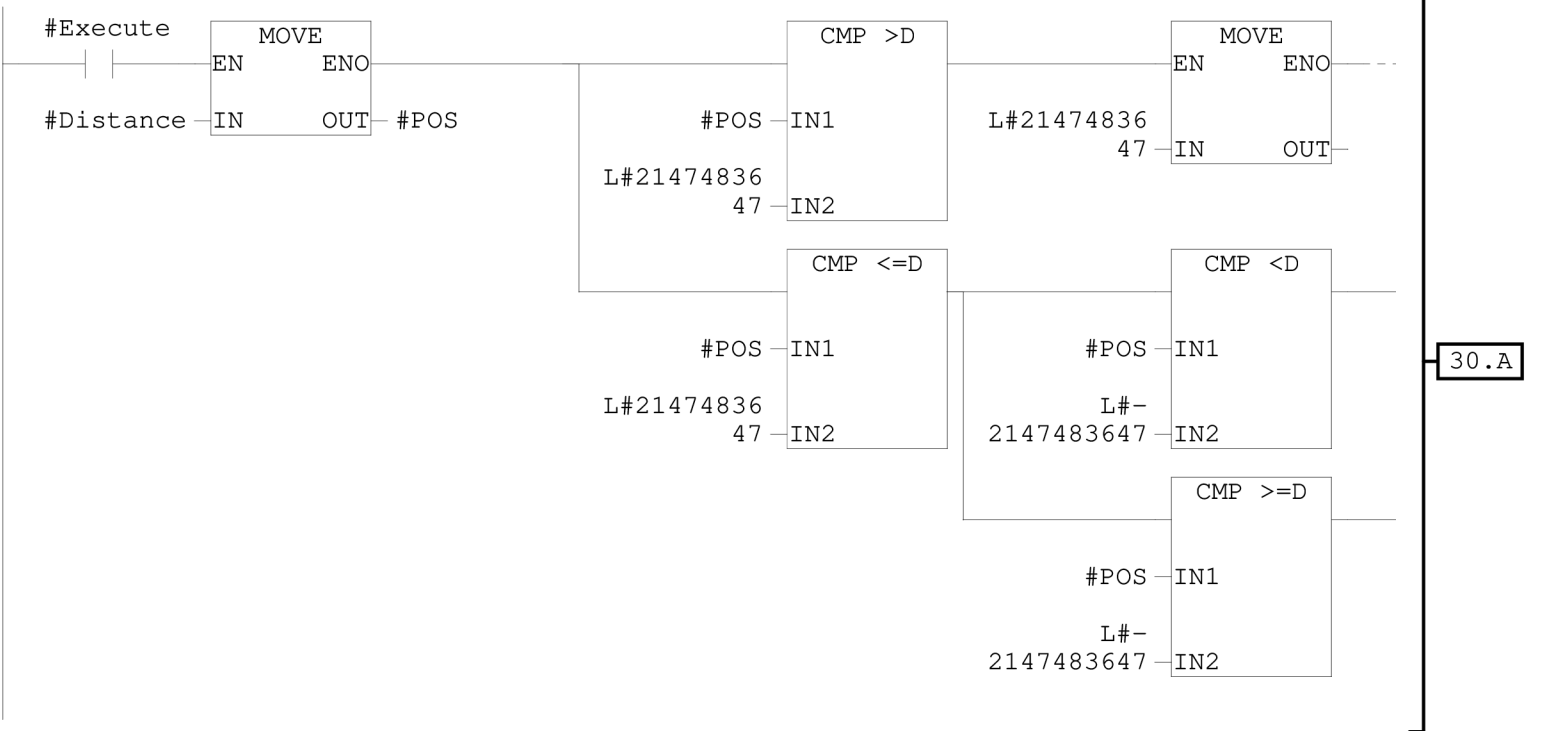 #Execute
MOVE
EN ENO
#Distance IN OUT #POS
CMP >D
#POS IN1
L#21474836
47 IN2
MOVE
EN ENO
L#21474836
47 IN OUT
CMP <=D
#POS IN1
L#21474836
47 IN2
CMP <D
#POS IN1
L#-
2147483647 IN2
30.A
CMP >=D
#POS IN1
L#-
2147483647 IN2